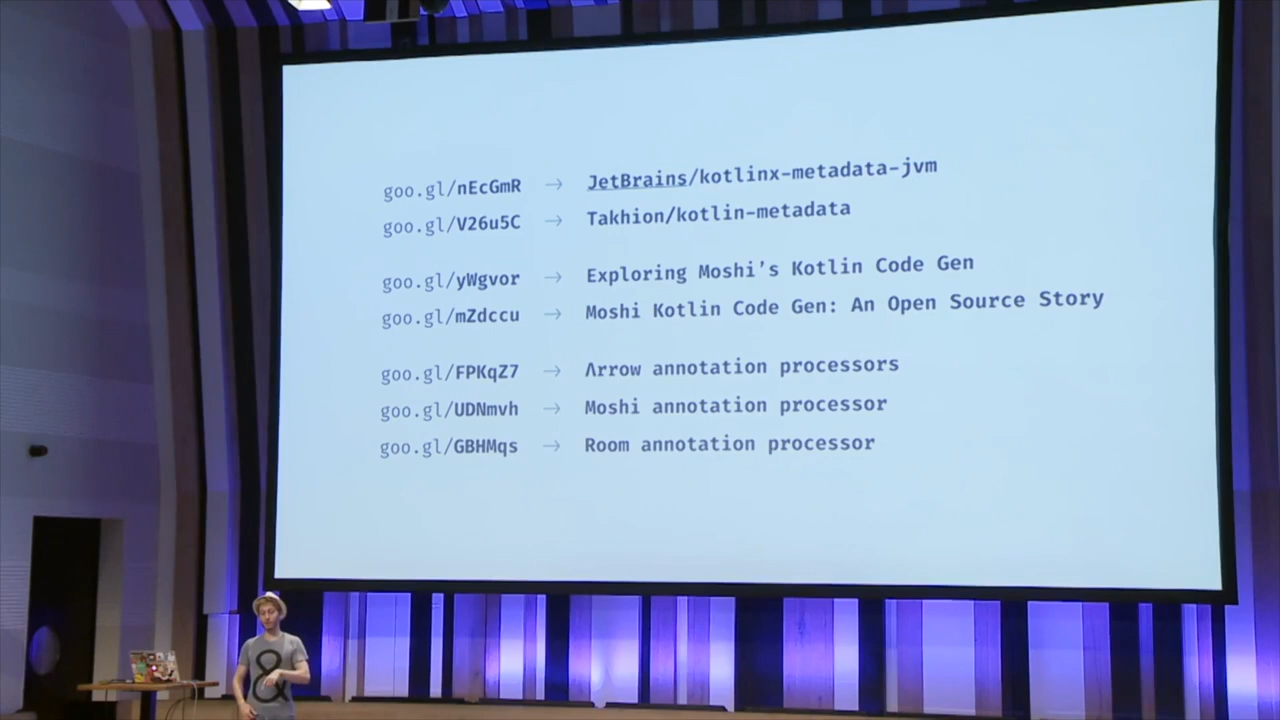 goo.gl/nEcGmR → JetBrains/kotlinx-metadata-jvm
goo.gl/V26u5C → Takhion/kotlin-metadata
goo.gl/yWgvor → Exploring Moshi’s Kotlin Code Gen
goo.gl/mZdccu → Moshi Kotlin Code Gen: An Open Source Story
goo.gl/FPKqZ7 → Λrrow annotation processors
goo.gl/UDNmvh → Moshi annotation processor
goo.gl/GBHMqs → Room annotation processor
&